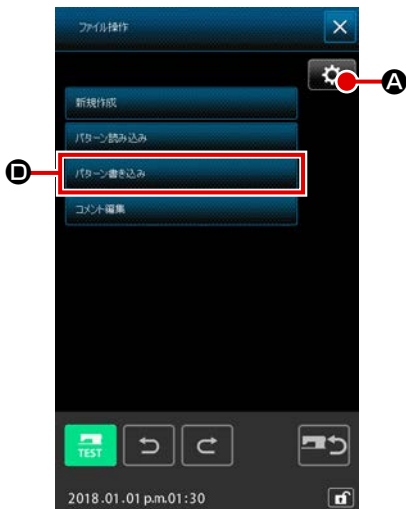 ファイル操作
A
新規作成
パターン読み込み
D
パターン書き込み
コメント編集
TEST
2018.01.01 p.m.01:30